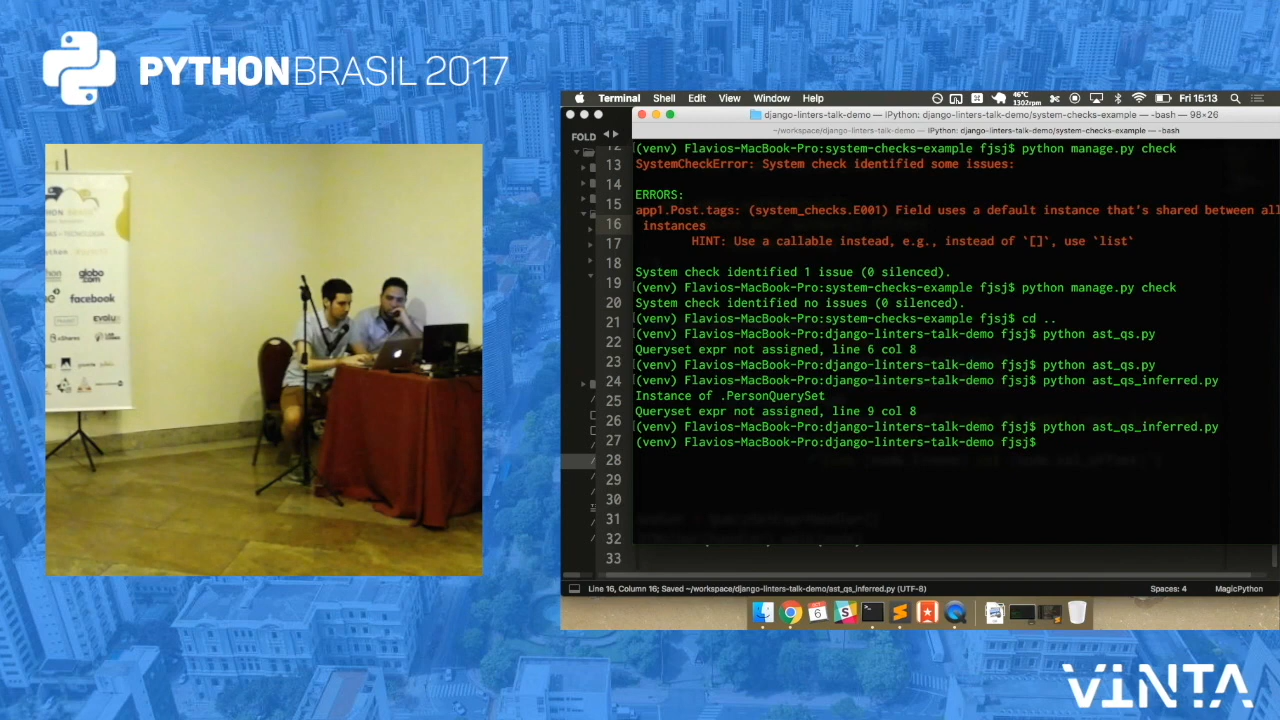 PYTHONBRASIL 2017
globo.com
facebook
Terminal Shell Edit View Window Help
46°C
1302rpm
Fri 15:13
django-linters-talk-demo — IPython: django-linters-talk-demo/system-checks-example — -bash — 98×26
~/workspace/django-linters-talk-demo — IPython: django-linters-talk-demo/system-checks-example — -bash
FOLD
12
13
14
15
16
17
18
19
20
21
22
23
24
25
26
27
28
29
30
31
32
33
(venv) Flavios-MacBook-Pro:system-checks-example fjsj$ python manage.py check
SystemCheckError: System check identified some issues:
ERRORS:
app1.Post.tags: (system_checks.E001) Field uses a default instance that's shared between all
instances
HINT: Use a callable instead, e.g., instead of `[]`, use `list`
System check identified 1 issue (0 silenced).
(venv) Flavios-MacBook-Pro:system-checks-example fjsj$ python manage.py check
System check identified no issues (0 silenced).
(venv) Flavios-MacBook-Pro:system-checks-example fjsj$ cd ..
(venv) Flavios-MacBook-Pro:django-linters-talk-demo fjsj$ python ast_qs.py
Queryset expr not assigned, line 6 col 8
(venv) Flavios-MacBook-Pro:django-linters-talk-demo fjsj$ python ast_qs.py
(venv) Flavios-MacBook-Pro:django-linters-talk-demo fjsj$ python ast_qs_inferred.py
Instance of .PersonQuerySet
Queryset expr not assigned, line 9 col 8
(venv) Flavios-MacBook-Pro:django-linters-talk-demo fjsj$ python ast_qs_inferred.py
(venv) Flavios-MacBook-Pro:django-linters-talk-demo fjsj$
Line 16, Column 16; Saved ~/workspace/django-linters-talk-demo/ast_qs_inferred.py (UTF-8)
Spaces: 4
MagicPython
6
VINTA